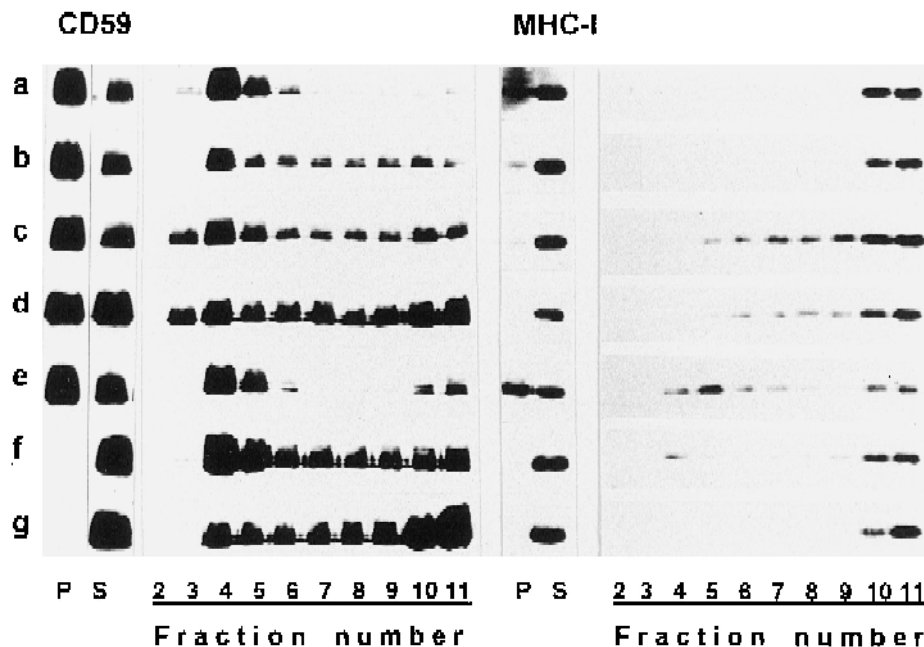 CD59 MHC-I
a
b
c
d
e
f
g
P S 2 3 4 5 6 7 8 9 10 11 P S 2 3 4 5 6 7 8 9 10 11
Fraction number Fraction number